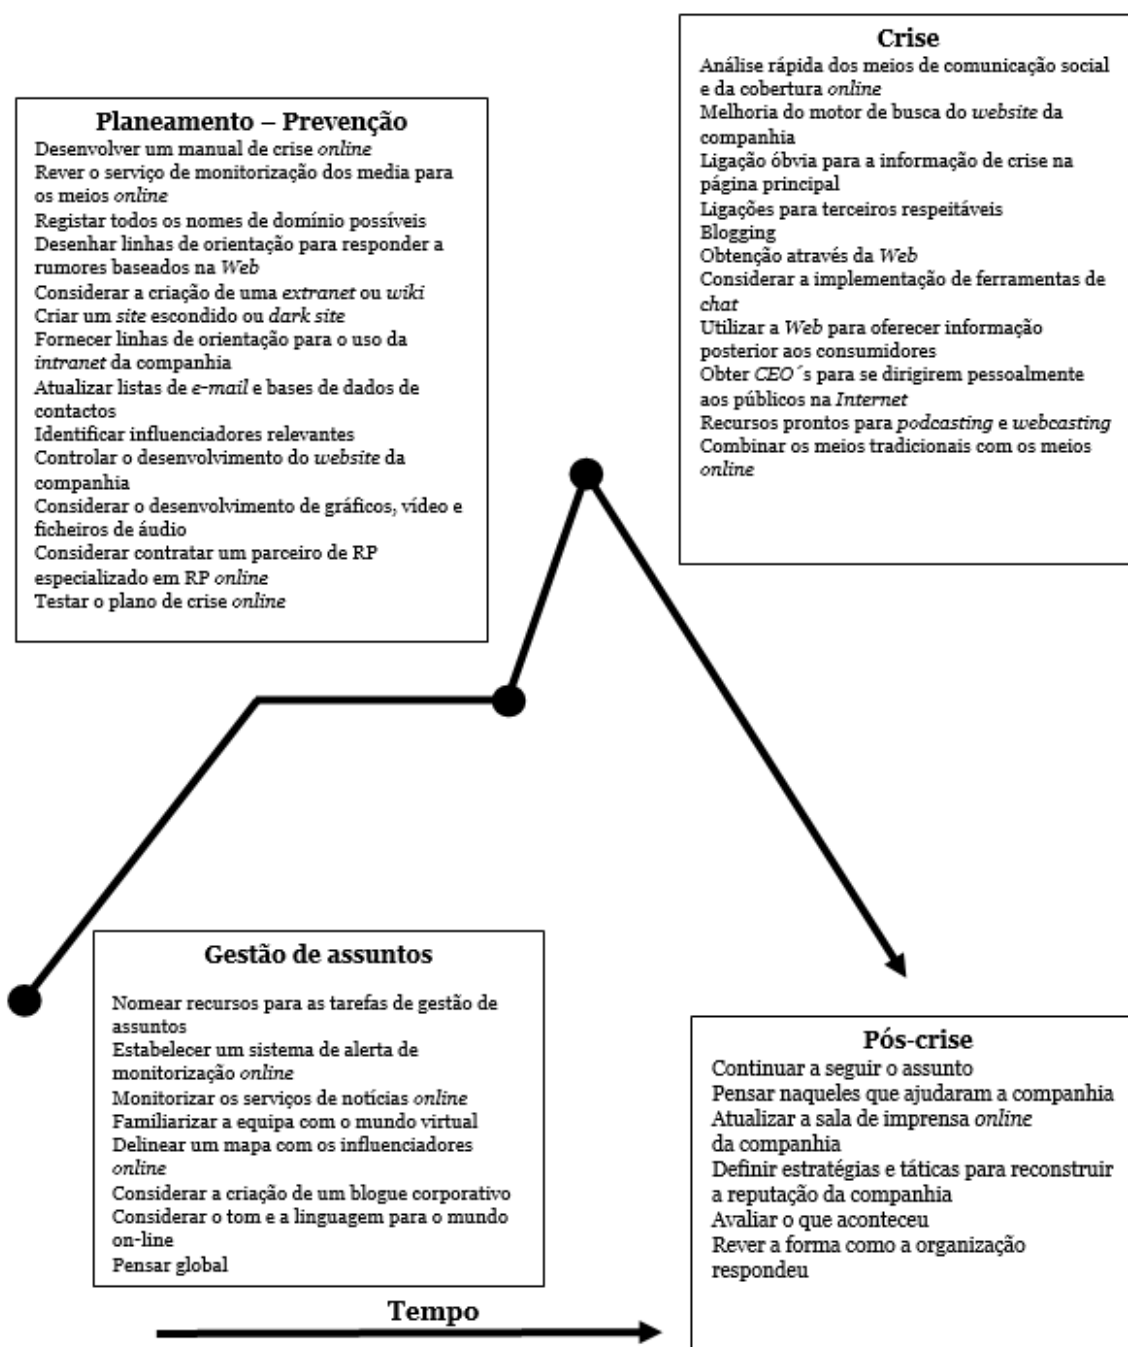 Planeamento – Prevenção
Desenvolver um manual de crise online
Rever o serviço de monitorização dos media para
os meios online
Registar todos os nomes de domínio possíveis
Desenhar linhas de orientação para responder a
rumores baseados na Web
Considerar a criação de uma extranet ou wiki
Criar um site escondido ou dark site
Fornecer linhas de orientação para o uso da
intranet da companhia
Atualizar listas de e-mail e bases de dados de
contactos
Identificar influenciadores relevantes
Controlar o desenvolvimento do website da
companhia
Considerar o desenvolvimento de gráficos, vídeo e
ficheiros de áudio
Considerar contratar um parceiro de RP
especializado em RP online
Testar o plano de crise online
Crise
Análise rápida dos meios de comunicação social
e da cobertura online
Melhoria do motor de busca do website da
companhia
Ligação óbvia para a informação de crise na
página principal
Ligações para terceiros respeitáveis
Blogging
Obtenção através da Web
Considerar a implementação de ferramentas de
chat
Utilizar a Web para oferecer informação
posterior aos consumidores
Obter CEO´s para se dirigirem pessoalmente
aos públicos na Internet
Recursos prontos para podcasting e webcasting
Combinar os meios tradicionais com os meios
online
Gestão de assuntos
Nomear recursos para as tarefas de gestão de
assuntos
Estabelecer um sistema de alerta de
monitorização online
Monitorizar os serviços de notícias online
Familiarizar a equipa com o mundo virtual
Delinear um mapa com os influenciadores
online
Considerar a criação de um blogue corporativo
Considerar o tom e a linguagem para o mundo
on-line
Pensar global
Pós-crise
Continuar a seguir o assunto
Pensar naqueles que ajudaram a companhia
Atualizar a sala de imprensa online
da companhia
Definir estratégias e táticas para reconstruir
a reputação da companhia
Avaliar o que aconteceu
Rever a forma como a organização
respondeu
Tempo